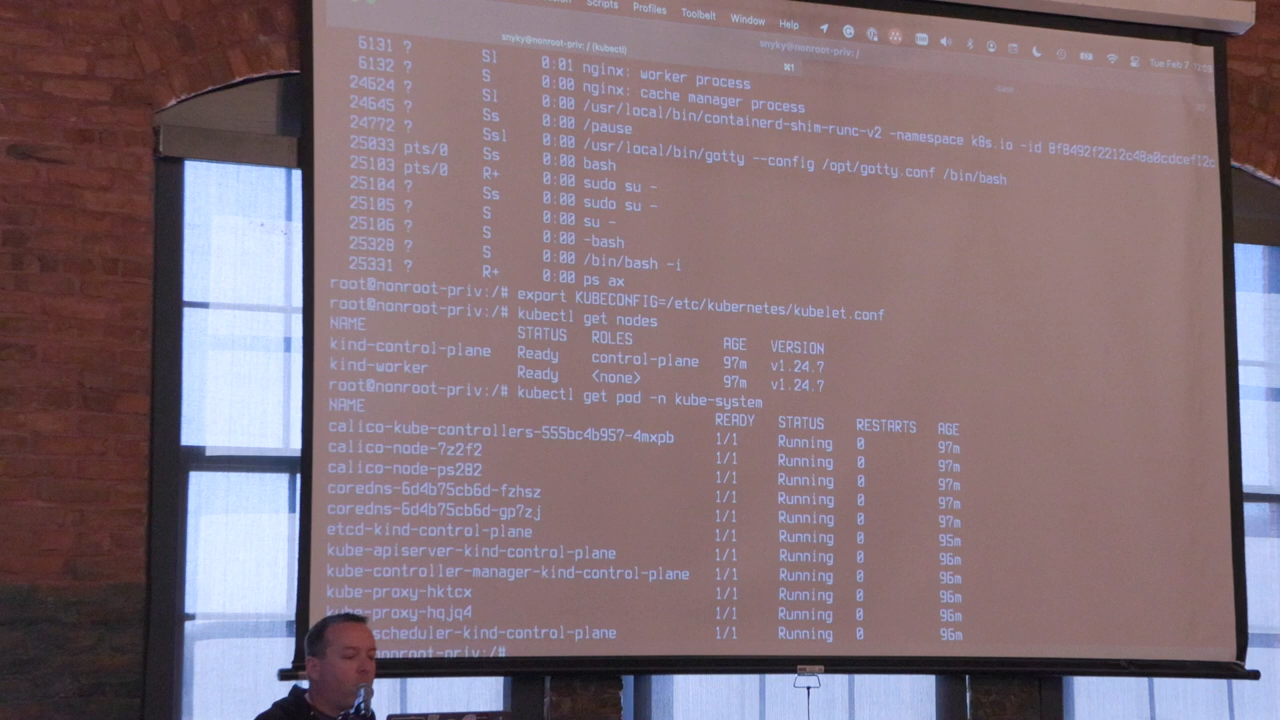 Scripts Profiles Toolbelt Window Help Tue Feb 7
snyky@nonroot-priv: / (kubectl) snyky@nonroot-priv: /
⌘1
6131 ? Sl 0:01 nginx: worker process
6132 ? S 0:00 nginx: cache manager process
24624 ? Sl 0:00 /usr/local/bin/containerd-shim-runc-v2 -namespace k8s.io -id
24645 ? Ss 0:00 /pause
24772 ? Ssl 0:00 /usr/local/bin/gotty --config /opt/gotty.conf /bin/bash
25033 pts/0 Ss 0:00 bash
25103 pts/0 R+ 0:00 sudo su -
25104 ? Ss 0:00 sudo su -
25105 ? S 0:00 su -
25106 ? S 0:00 -bash
25328 ? S 0:00 /bin/bash -i
25331 ? R+ 0:00 ps ax
root@nonroot-priv:/# export KUBECONFIG=/etc/kubernetes/kubelet.conf
root@nonroot-priv:/# kubectl get nodes
NAME STATUS ROLES AGE VERSION
kind-control-plane Ready control-plane 97m v1.24.7
kind-worker Ready <none> 97m v1.24.7
root@nonroot-priv:/# kubectl get pod -n kube-system
NAME READY STATUS RESTARTS AGE
calico-kube-controllers-555bc4b957-4mxpb 1/1 Running 0 97m
calico-node-7z2f2 1/1 Running 0 97m
calico-node-ps282 1/1 Running 0 97m
coredns-6d4b75cb6d-fzhsz 1/1 Running 0 97m
coredns-6d4b75cb6d-gp7zj 1/1 Running 0 97m
etcd-kind-control-plane 1/1 Running 0 95m
kube-apiserver-kind-control-plane 1/1 Running 0 96m
kube-controller-manager-kind-control-plane 1/1 Running 0 96m
kube-proxy-hktcx 1/1 Running 0 96m
kube-proxy-hqjq4 1/1 Running 0 96m
scheduler-kind-control-plane 1/1 Running 0 96m
nonroot-priv:/#